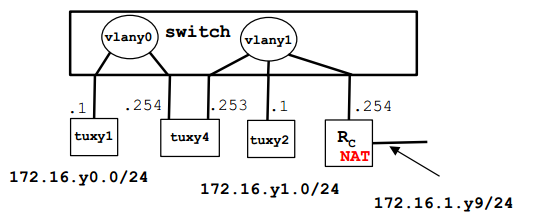 vlany0 switch vlany1
.1 .254 .253 .1 .254
tuxy1 tuxy4 tuxy2 RC
NAT
172.16.y0.0/24 172.16.y1.0/24
172.16.1.y9/24